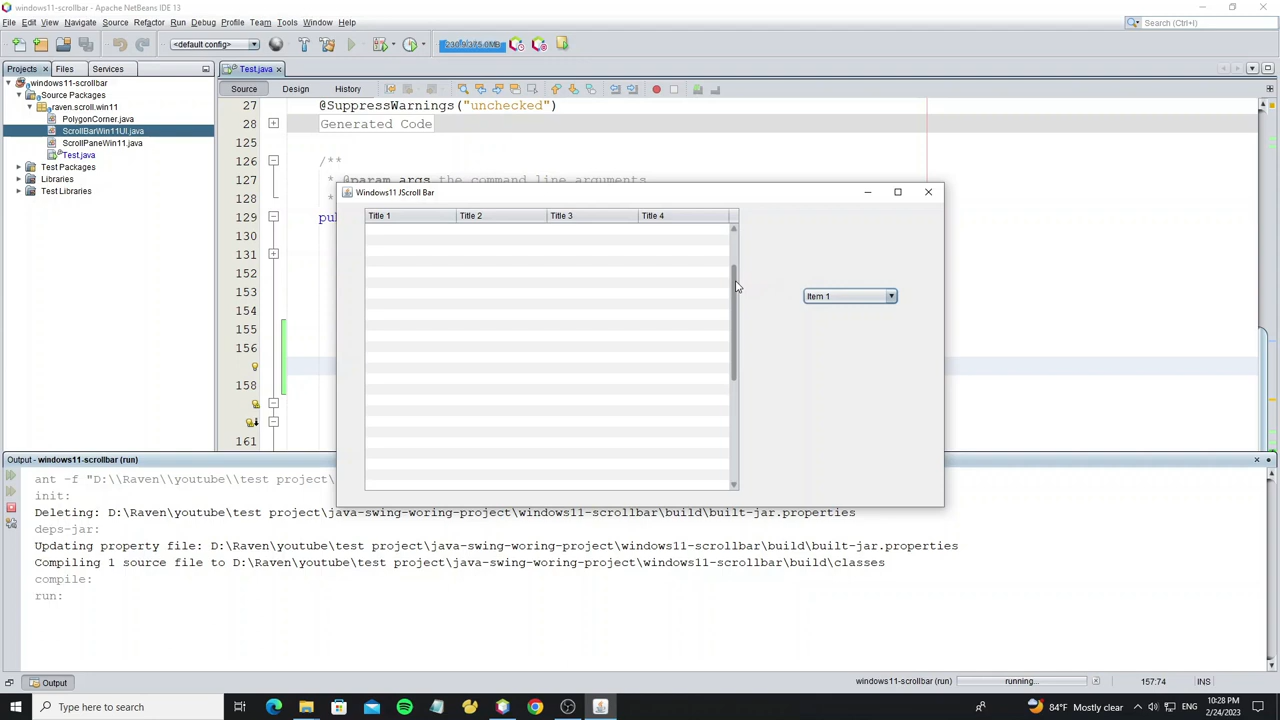 windows11-scrollbar - Apache NetBeans IDE 13
File Edit View Navigate Source Refactor Run Debug Profile Team Tools Window Help
Search (Ctrl+I)
<default config>
Projects Files Services
Test.java
windows11-scrollbar
Source Packages
raven.scroll.win11
PolygonCorner.java
ScrollBarWin11UI.java
ScrollPaneWin11.java
Test.java
Test Packages
Libraries
Test Libraries
Source Design History
27 @SuppressWarnings("unchecked")
28 Generated Code
125
126 /**
127 * @param args the command line arguments
128 *
129 pu
130
131
152
153
154
155
156
158
161
Windows11 JScroll Bar
Title 1 Title 2 Title 3 Title 4
Item 1
Output - windows11-scrollbar (run)
ant -f "D:\\Raven\\youtube\\test project\
init:
Deleting: D:\Raven\youtube\test project\java-swing-woring-project\windows11-scrollbar\build\built-jar.properties
deps-jar:
Updating property file: D:\Raven\youtube\test project\java-swing-woring-project\windows11-scrollbar\build\built-jar.properties
Compiling 1 source file to D:\Raven\youtube\test project\java-swing-woring-project\windows11-scrollbar\build\classes
compile:
run:
Output
windows11-scrollbar (run) running... 157:74 INS
Type here to search
84°F Mostly clear
ENG
10:28 PM
2/24/2023